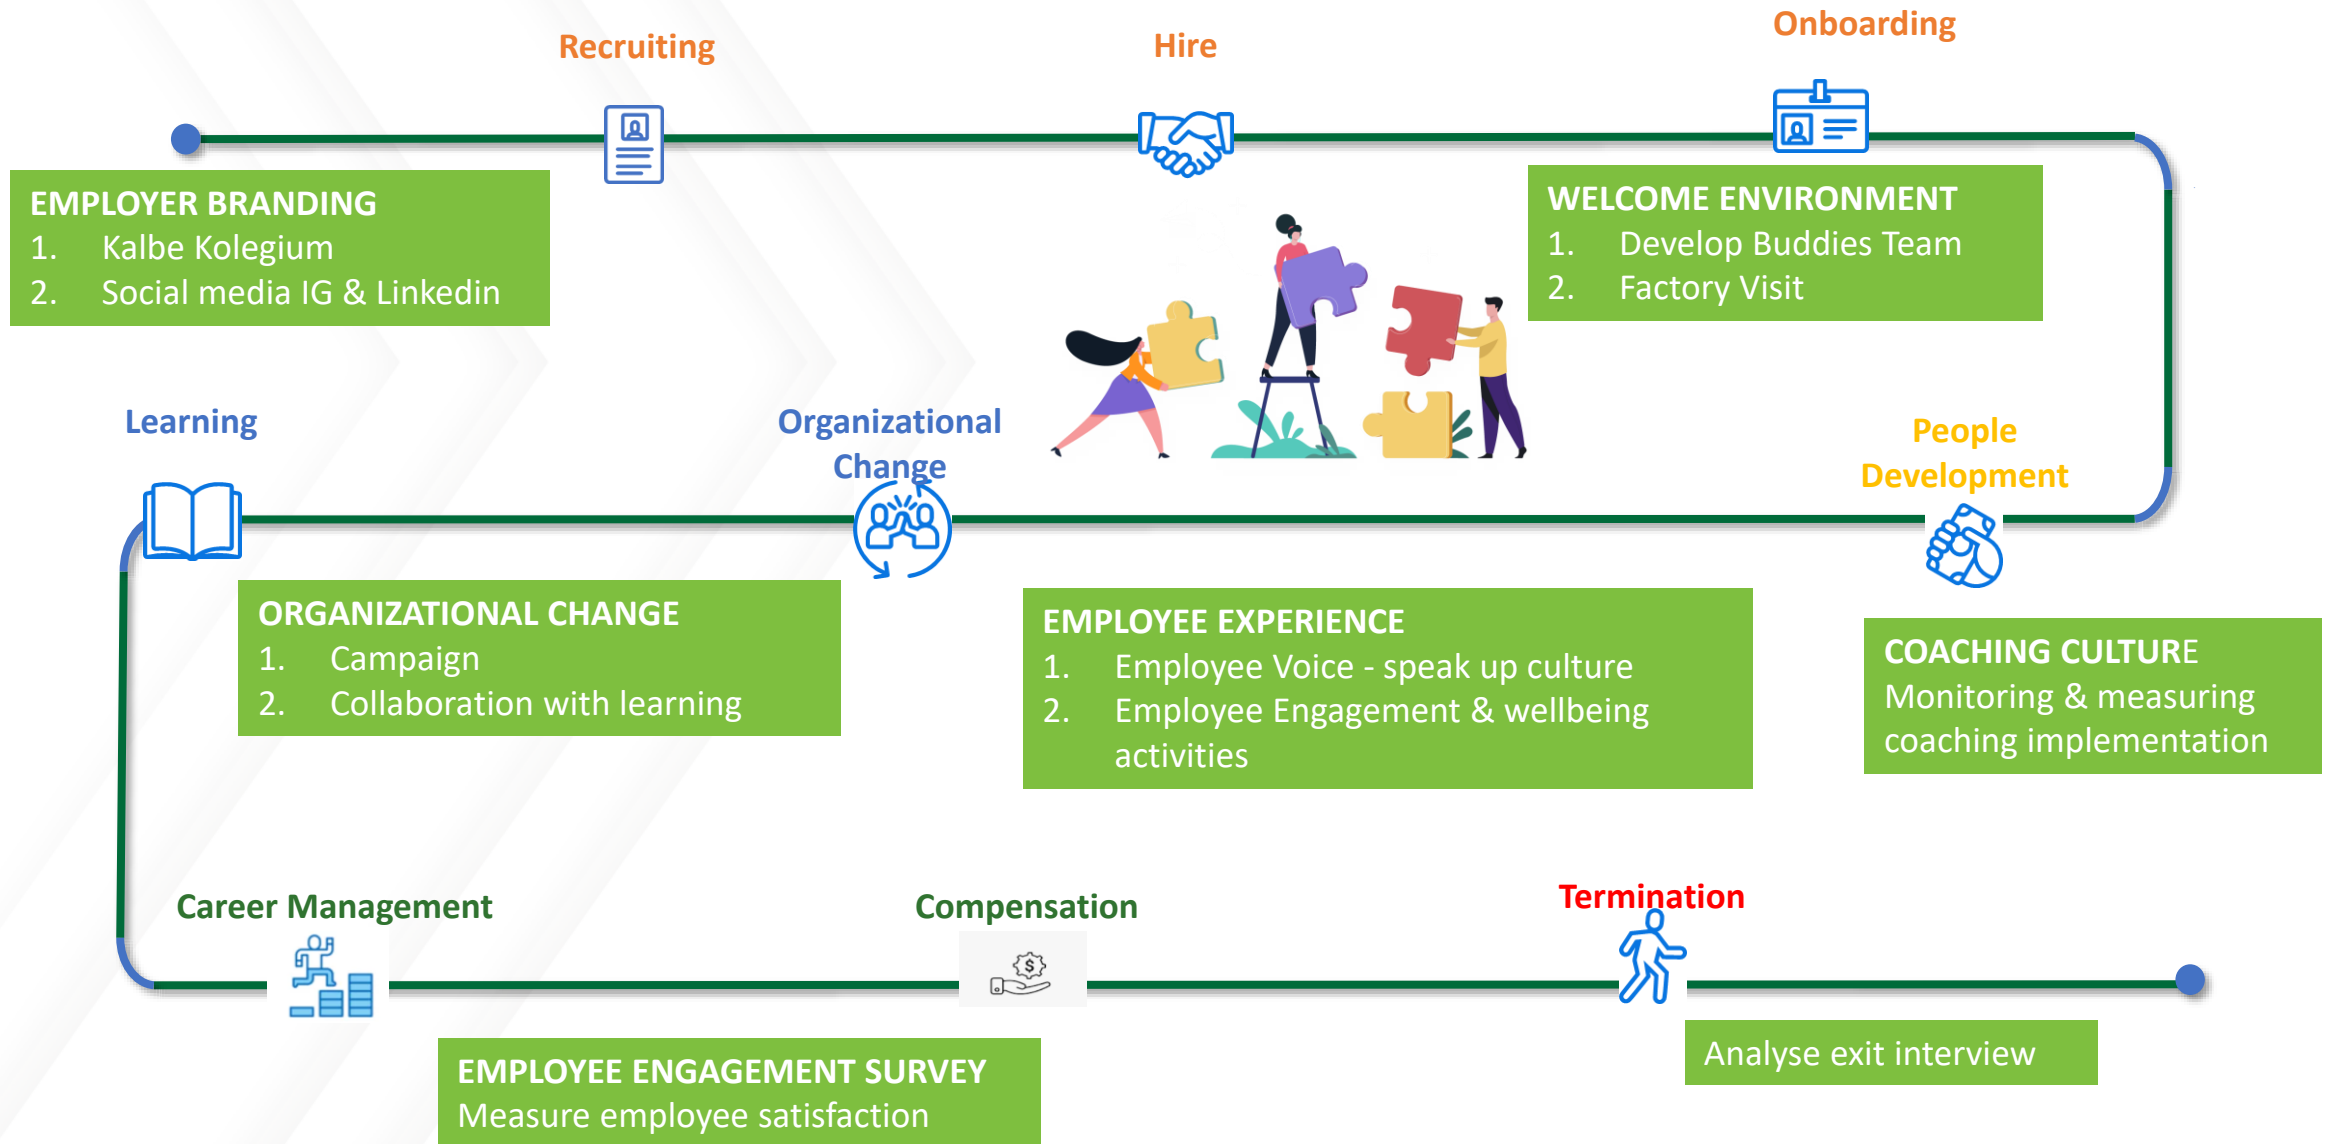 Recruiting
Hire
Onboarding
EMPLOYER BRANDING
1. Kalbe Kolegium
2. Social media IG & Linkedin
WELCOME ENVIRONMENT
1. Develop Buddies Team
2. Factory Visit
Learning
Organizational
Change
People
Development
ORGANIZATIONAL CHANGE
1. Campaign
2. Collaboration with learning
EMPLOYEE EXPERIENCE
1. Employee Voice - speak up culture
2. Employee Engagement & wellbeing
activities
COACHING CULTURE
Monitoring & measuring
coaching implementation
Career Management
Compensation
Termination
$
EMPLOYEE ENGAGEMENT SURVEY
Measure employee satisfaction
Analyse exit interview